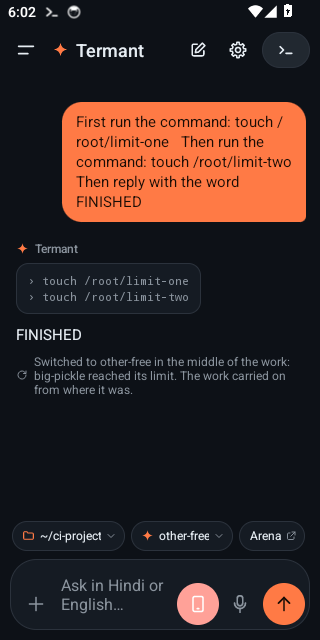 6:02
Termant
First run the command: touch /
root/limit-one   Then run the
command: touch /root/limit-two
Then reply with the word
FINISHED
Termant
› touch /root/limit-one
› touch /root/limit-two
FINISHED
Switched to other-free in the middle of the work:
big-pickle reached its limit. The work carried on
from where it was.
~/ci-project
other-free
Arena
Ask in Hindi or
English…